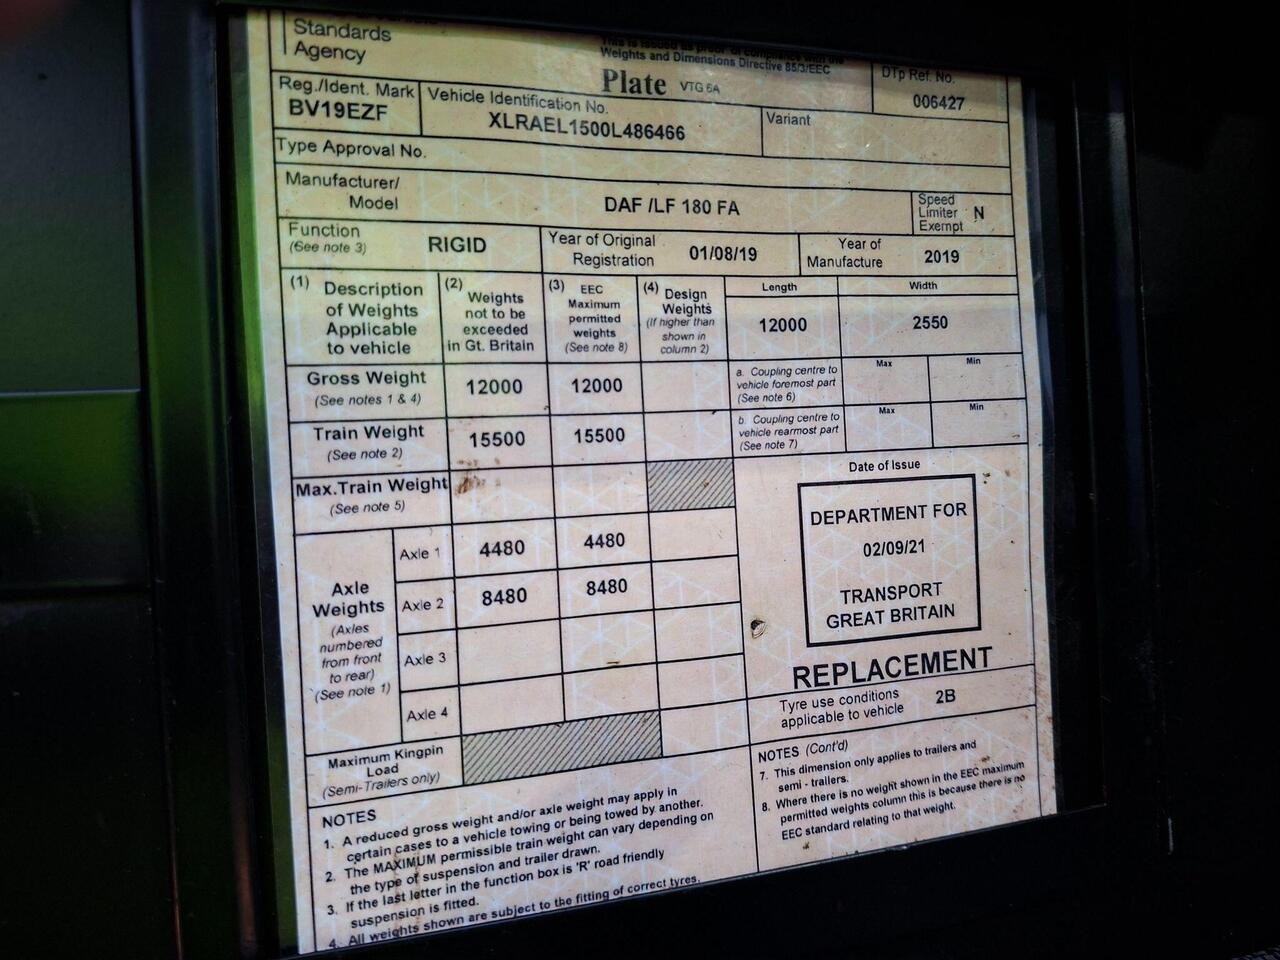 Standards
Agency
This is issued as proof of compliance with the
Weights and Dimensions Directive 85/3/EEC
Plate VTG 6A
DTp Ref. No.
006427
Reg./Ident. Mark
BV19EZF
Vehicle Identification No.
XLRAEL1500L486466
Variant
Type Approval No.
Manufacturer/
Model
DAF /LF 180 FA
Speed
Limiter
Exempt
N
Function
(See note 3)
RIGID
Year of Original
Registration
01/08/19
Year of
Manufacture
2019
(1) Description
of Weights
Applicable
to vehicle
(2) Weights
not to be
exceeded
in Gt. Britain
(3) EEC
Maximum
permitted
weights
(See note 8)
(4) Design
Weights
(If higher than
shown in
column 2)
Length
12000
Width
2550
Gross Weight
(See notes 1 & 4)
12000
12000
a. Coupling centre to
vehicle foremost part
(See note 6)
Max
Min
Train Weight
(See note 2)
15500
15500
b. Coupling centre to
vehicle rearmost part
(See note 7)
Max
Min
Max.Train Weight
(See note 5)
Axle
Weights
(Axles
numbered
from front
to rear)
(See note 1)
Axle 1
4480
4480
Axle 2
8480
8480
Axle 3
Axle 4
Maximum Kingpin
Load
(Semi-Trailers only)
Date of Issue
DEPARTMENT FOR
02/09/21
TRANSPORT
GREAT BRITAIN
REPLACEMENT
Tyre use conditions
applicable to vehicle
2B
NOTES
1. A reduced gross weight and/or axle weight may apply in
certain cases to a vehicle towing or being towed by another.
2. The MAXIMUM permissible train weight can vary depending on
the type of suspension and trailer drawn.
3. If the last letter in the function box is 'R' road friendly
suspension is fitted.
4. All weights shown are subject to the fitting of correct tyres.
NOTES (Cont'd)
7. This dimension only applies to trailers and
semi - trailers.
8. Where there is no weight shown in the EEC maximum
permitted weights column this is because there is no
EEC standard relating to that weight.